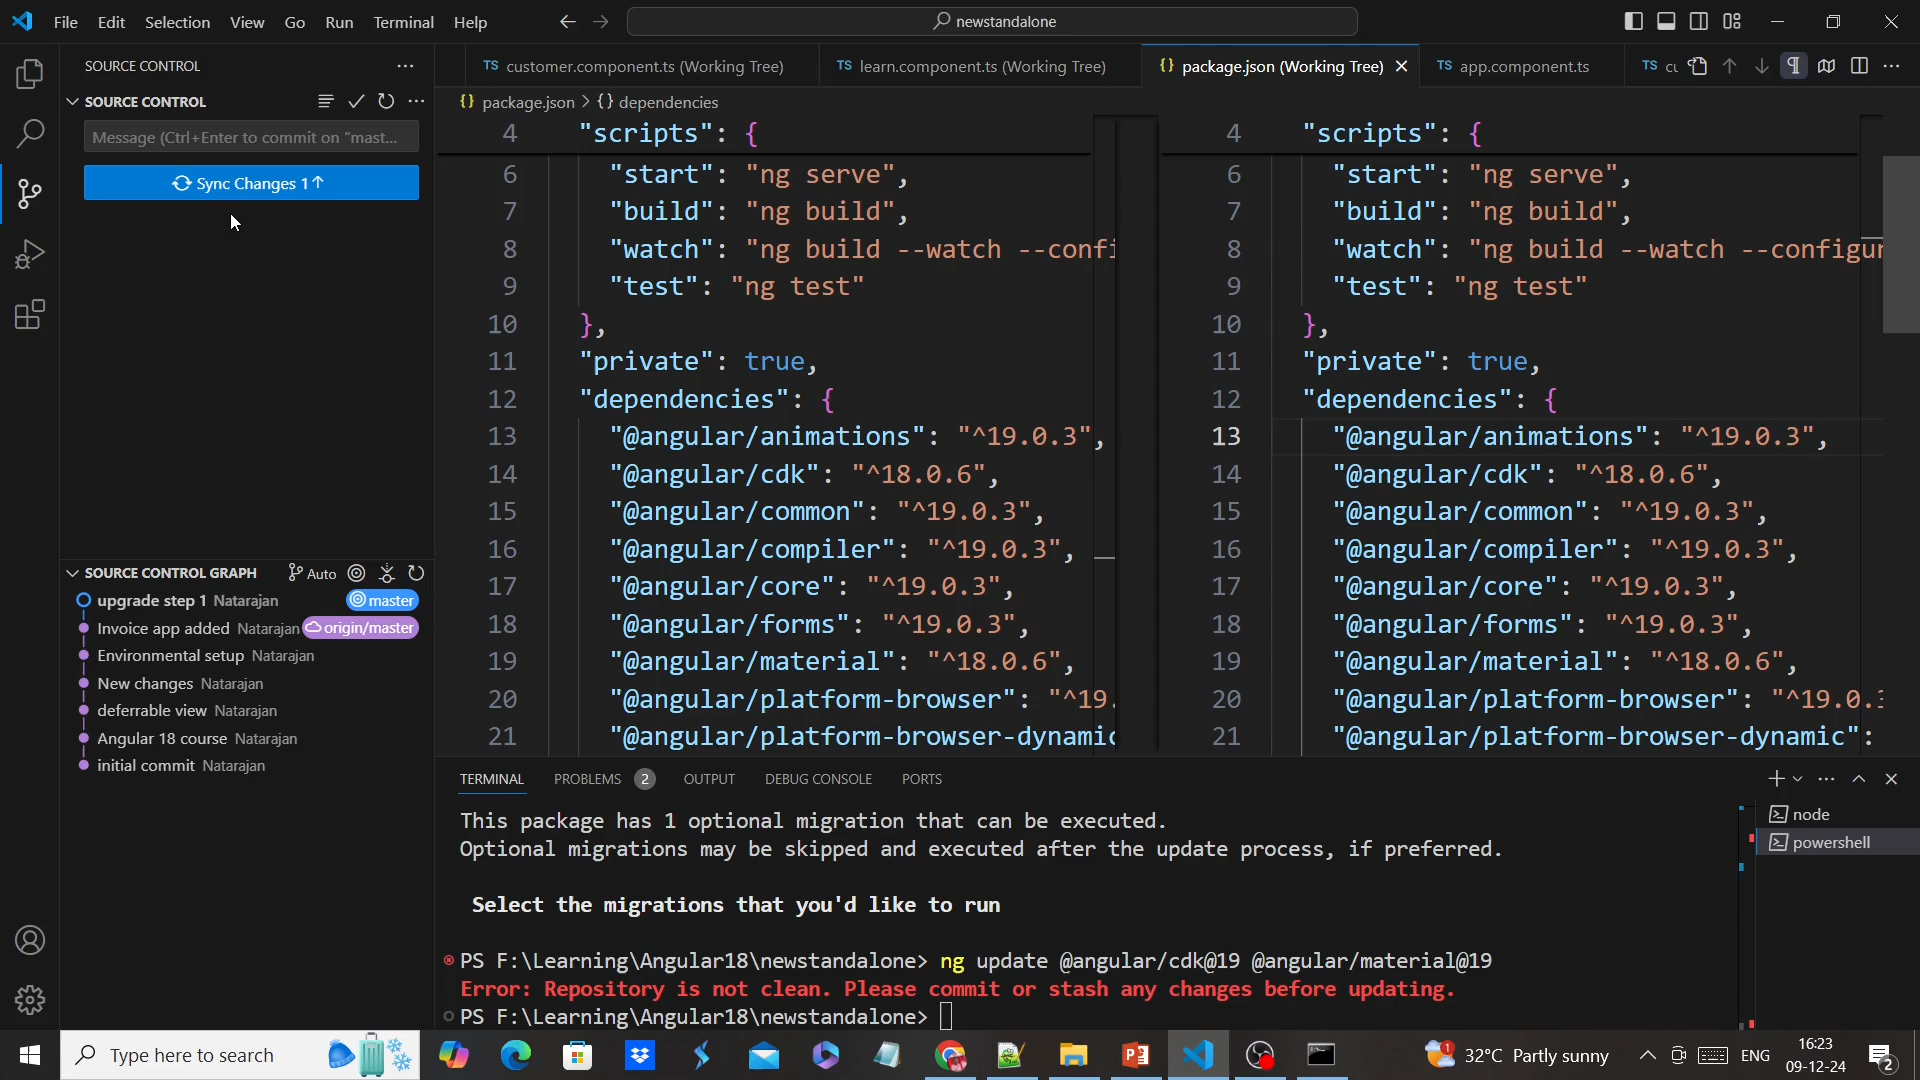 File Edit Selection View Go Run Terminal Help
newstandalone
SOURCE CONTROL
SOURCE CONTROL
Message (Ctrl+Enter to commit on "mast...
Sync Changes 1↑
SOURCE CONTROL GRAPH Auto
upgrade step 1 Natarajan master
Invoice app added Natarajan origin/master
Environmental setup Natarajan
New changes Natarajan
deferrable view Natarajan
Angular 18 course Natarajan
initial commit Natarajan
TS customer.component.ts (Working Tree) TS learn.component.ts (Working Tree) {} package.json (Working Tree) TS app.component.ts TS
{} package.json > {} dependencies
4 "scripts": {
6 "start": "ng serve",
7 "build": "ng build",
8 "watch": "ng build --watch --confi
9 "test": "ng test"
10 },
11 "private": true,
12 "dependencies": {
13 "@angular/animations": "^19.0.3",
14 "@angular/cdk": "^18.0.6",
15 "@angular/common": "^19.0.3",
16 "@angular/compiler": "^19.0.3",
17 "@angular/core": "^19.0.3",
18 "@angular/forms": "^19.0.3",
19 "@angular/material": "^18.0.6",
20 "@angular/platform-browser": "^19.
21 "@angular/platform-browser-dynamic
4 "scripts": {
6 "start": "ng serve",
7 "build": "ng build",
8 "watch": "ng build --watch --configur
9 "test": "ng test"
10 },
11 "private": true,
12 "dependencies": {
13 "@angular/animations": "^19.0.3",
14 "@angular/cdk": "^18.0.6",
15 "@angular/common": "^19.0.3",
16 "@angular/compiler": "^19.0.3",
17 "@angular/core": "^19.0.3",
18 "@angular/forms": "^19.0.3",
19 "@angular/material": "^18.0.6",
20 "@angular/platform-browser": "^19.0.3
21 "@angular/platform-browser-dynamic":
TERMINAL PROBLEMS 2 OUTPUT DEBUG CONSOLE PORTS
This package has 1 optional migration that can be executed.
Optional migrations may be skipped and executed after the update process, if preferred.
Select the migrations that you'd like to run
PS F:\Learning\Angular18\newstandalone> ng update @angular/cdk@19 @angular/material@19
Error: Repository is not clean. Please commit or stash any changes before updating.
PS F:\Learning\Angular18\newstandalone>
node
powershell
Type here to search
32°C Partly sunny
ENG
16:23
09-12-24
2